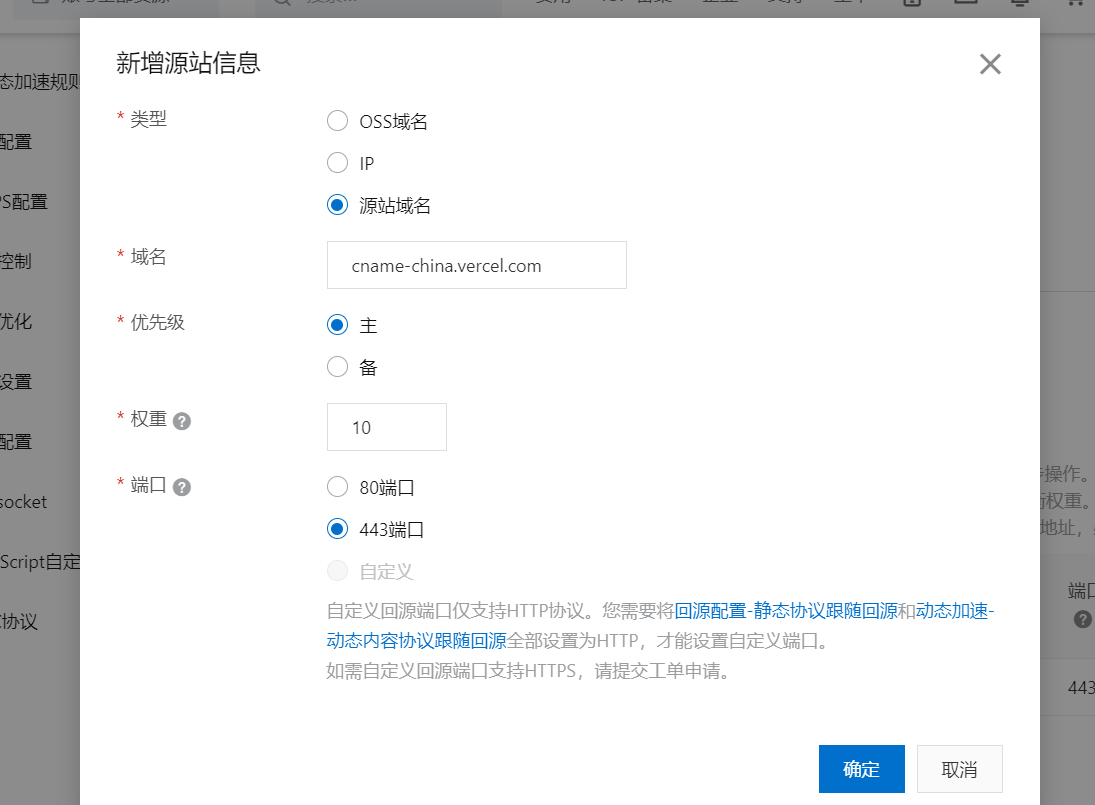 新增源站信息
* 类型
OSS域名
IP
源站域名
* 域名
cname-china.vercel.com
* 优先级
主
备
* 权重 ?
10
* 端口 ?
80端口
443端口
自定义
自定义回源端口仅支持HTTP协议。您需要将回源配置-静态协议跟随回源和动态加速-
动态内容协议跟随回源全部设置为HTTP，才能设置自定义端口。
如需自定义回源端口支持HTTPS，请提交工单申请。
确定
取消
态加速规则
配置
PS配置
控制
优化
设置
配置
socket
Script自定
协议
操作。
权重。
地址，
端口
?
443